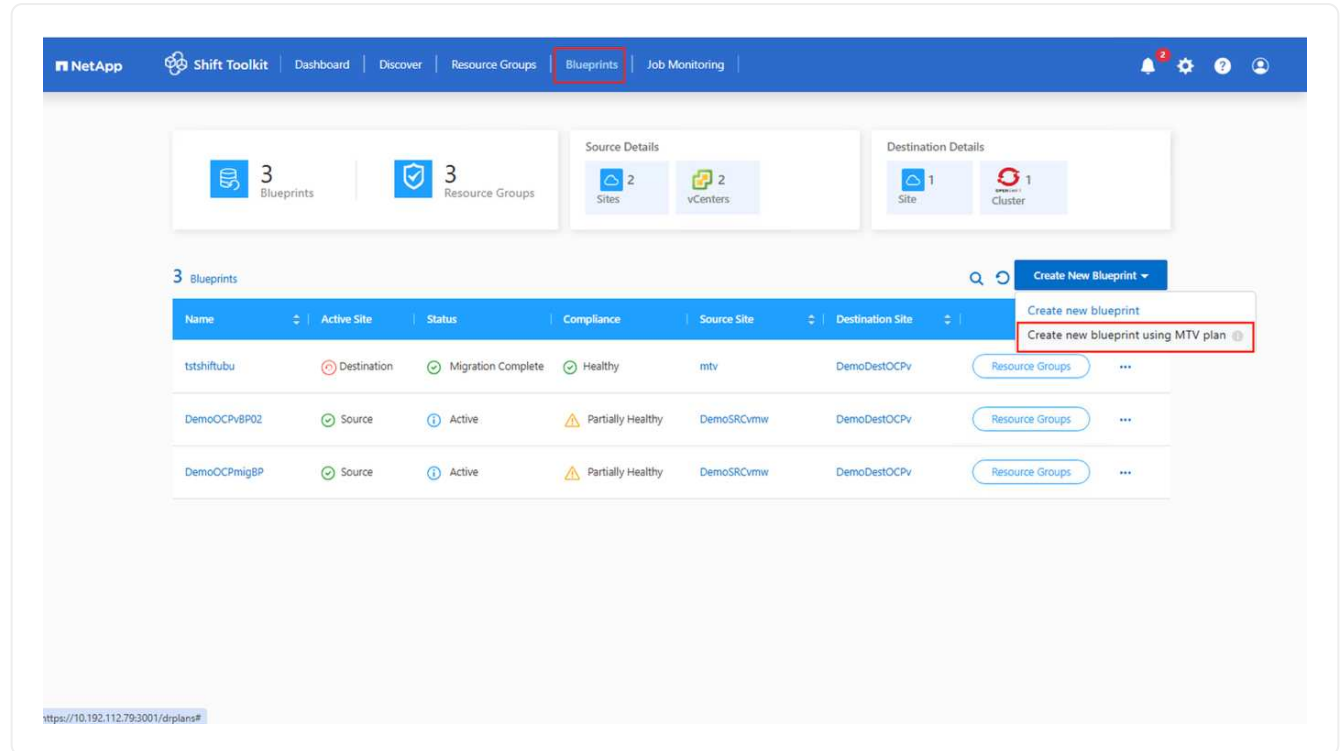 NetApp Shift Toolkit Dashboard Discover Resource Groups Blueprints Job Monitoring 2
Source Details Destination Details
3 Blueprints 3 Resource Groups 2 Sites 2 vCenters 1 Site OPENSHIFT 1 Cluster
3 Blueprints Create New Blueprint
Create new blueprint
Create new blueprint using MTV plan
Name Active Site Status Compliance Source Site Destination Site
tstshiftubu Destination Migration Complete Healthy mtv DemoDestOCPv Resource Groups
DemoOCPvBP02 Source Active Partially Healthy DemoSRCvmw DemoDestOCPv Resource Groups
DemoOCPmigBP Source Active Partially Healthy DemoSRCvmw DemoDestOCPv Resource Groups
https://10.192.112.79:3001/drplans#